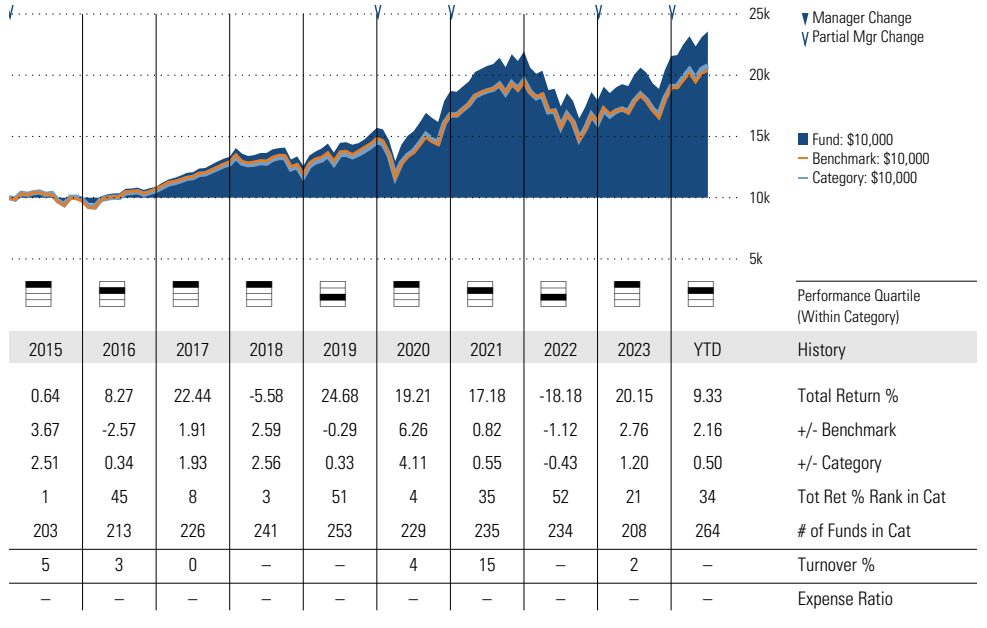 25k
▼ Manager Change
V Partial Mgr Change
20k
15k
Fund: $10,000
Benchmark: $10,000
Category: $10,000
10k
5k
Performance Quartile
(Within Category)
2015 2016 2017 2018 2019 2020 2021 2022 2023 YTD History
0.64 8.27 22.44 -5.58 24.68 19.21 17.18 -18.18 20.15 9.33 Total Return %
3.67 -2.57 1.91 2.59 -0.29 6.26 0.82 -1.12 2.76 2.16 +/- Benchmark
2.51 0.34 1.93 2.56 0.33 4.11 0.55 -0.43 1.20 0.50 +/- Category
1 45 8 3 51 4 35 52 21 34 Tot Ret % Rank in Cat
203 213 226 241 253 229 235 234 208 264 # of Funds in Cat
5 3 0 – – 4 15 – 2 – Turnover %
– – – – – – – – – – Expense Ratio